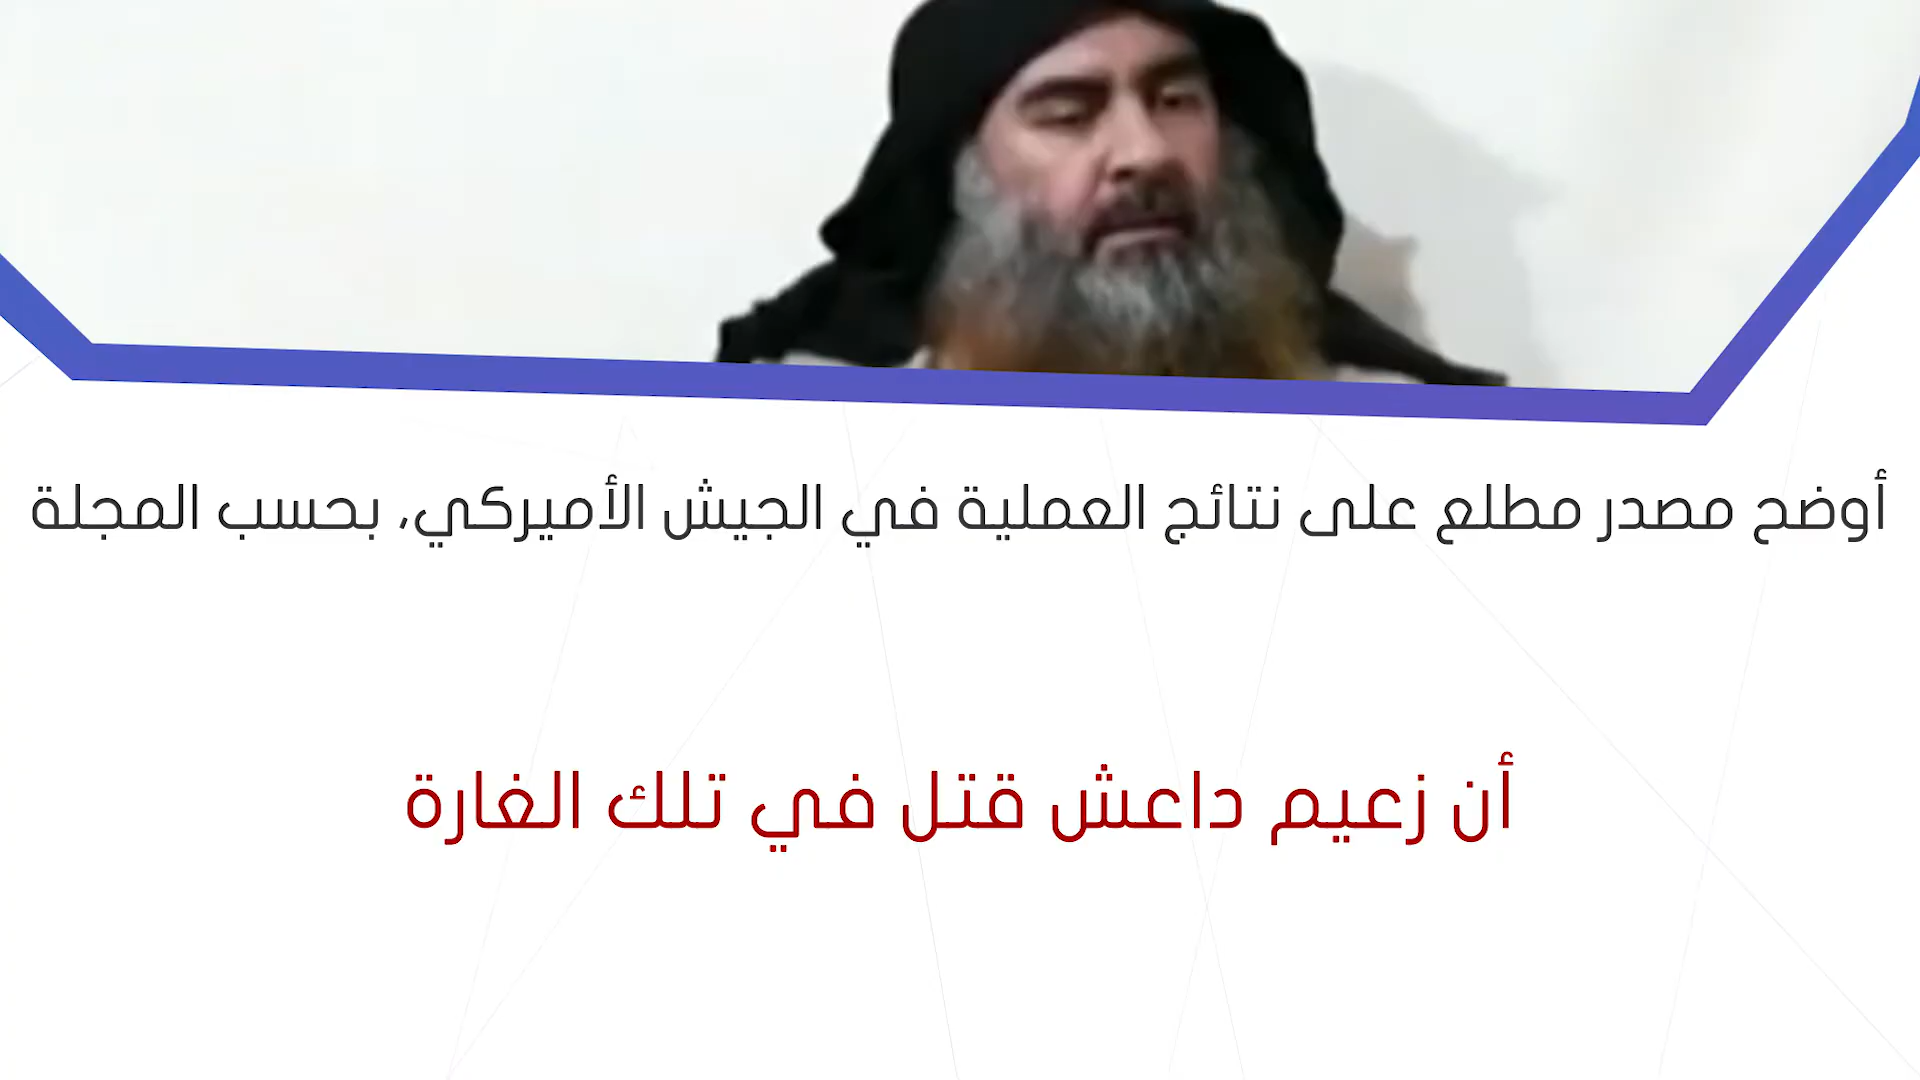 أوضح مصدر مطلع على نتائج العملية في الجيش الأميركي، بحسب المجلة
أن زعيم داعش قتل في تلك الغارة